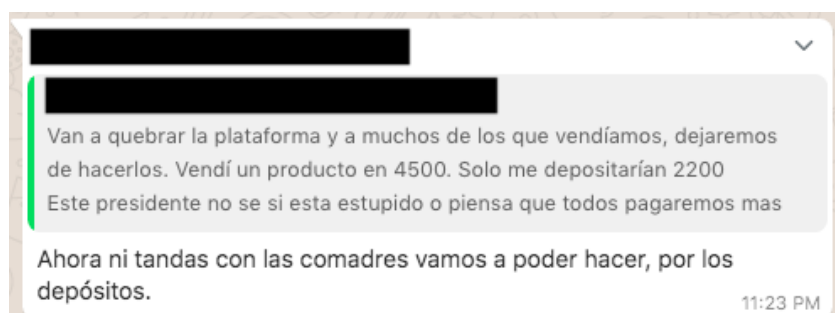 Van a quebrar la plataforma y a muchos de los que vendíamos, dejaremos
de hacerlos. Vendí un producto en 4500. Solo me depositarían 2200
Este presidente no se si esta estupido o piensa que todos pagaremos mas
Ahora ni tandas con las comadres vamos a poder hacer, por los
depósitos.
11:23 PM